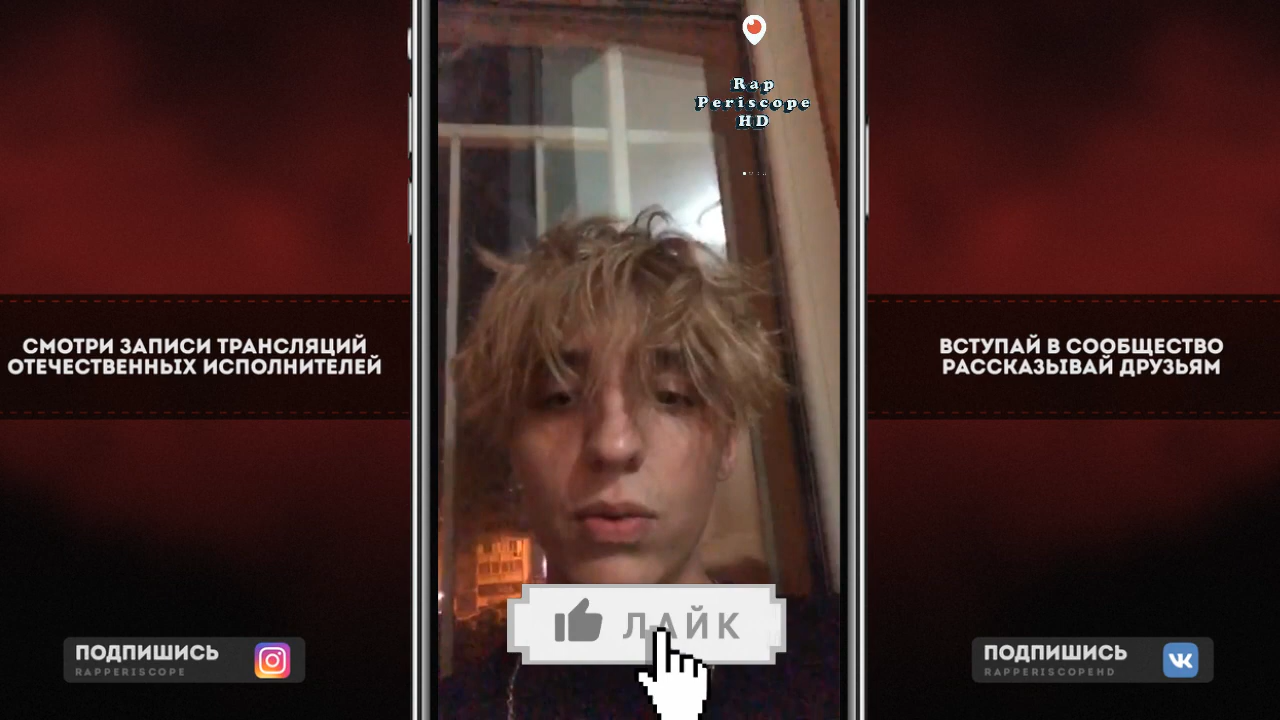 Rap
Periscope
HD
СМОТРИ ЗАПИСИ ТРАНСЛЯЦИЙ
ОТЕЧЕСТВЕННЫХ ИСПОЛНИТЕЛЕЙ
ВСТУПАЙ В СООБЩЕСТВО
РАССКАЗЫВАЙ ДРУЗЬЯМ
ЛАЙК
ПОДПИШИСЬ
RAPPERISCOPE
ПОДПИШИСЬ
RAPPERISCOPEHD